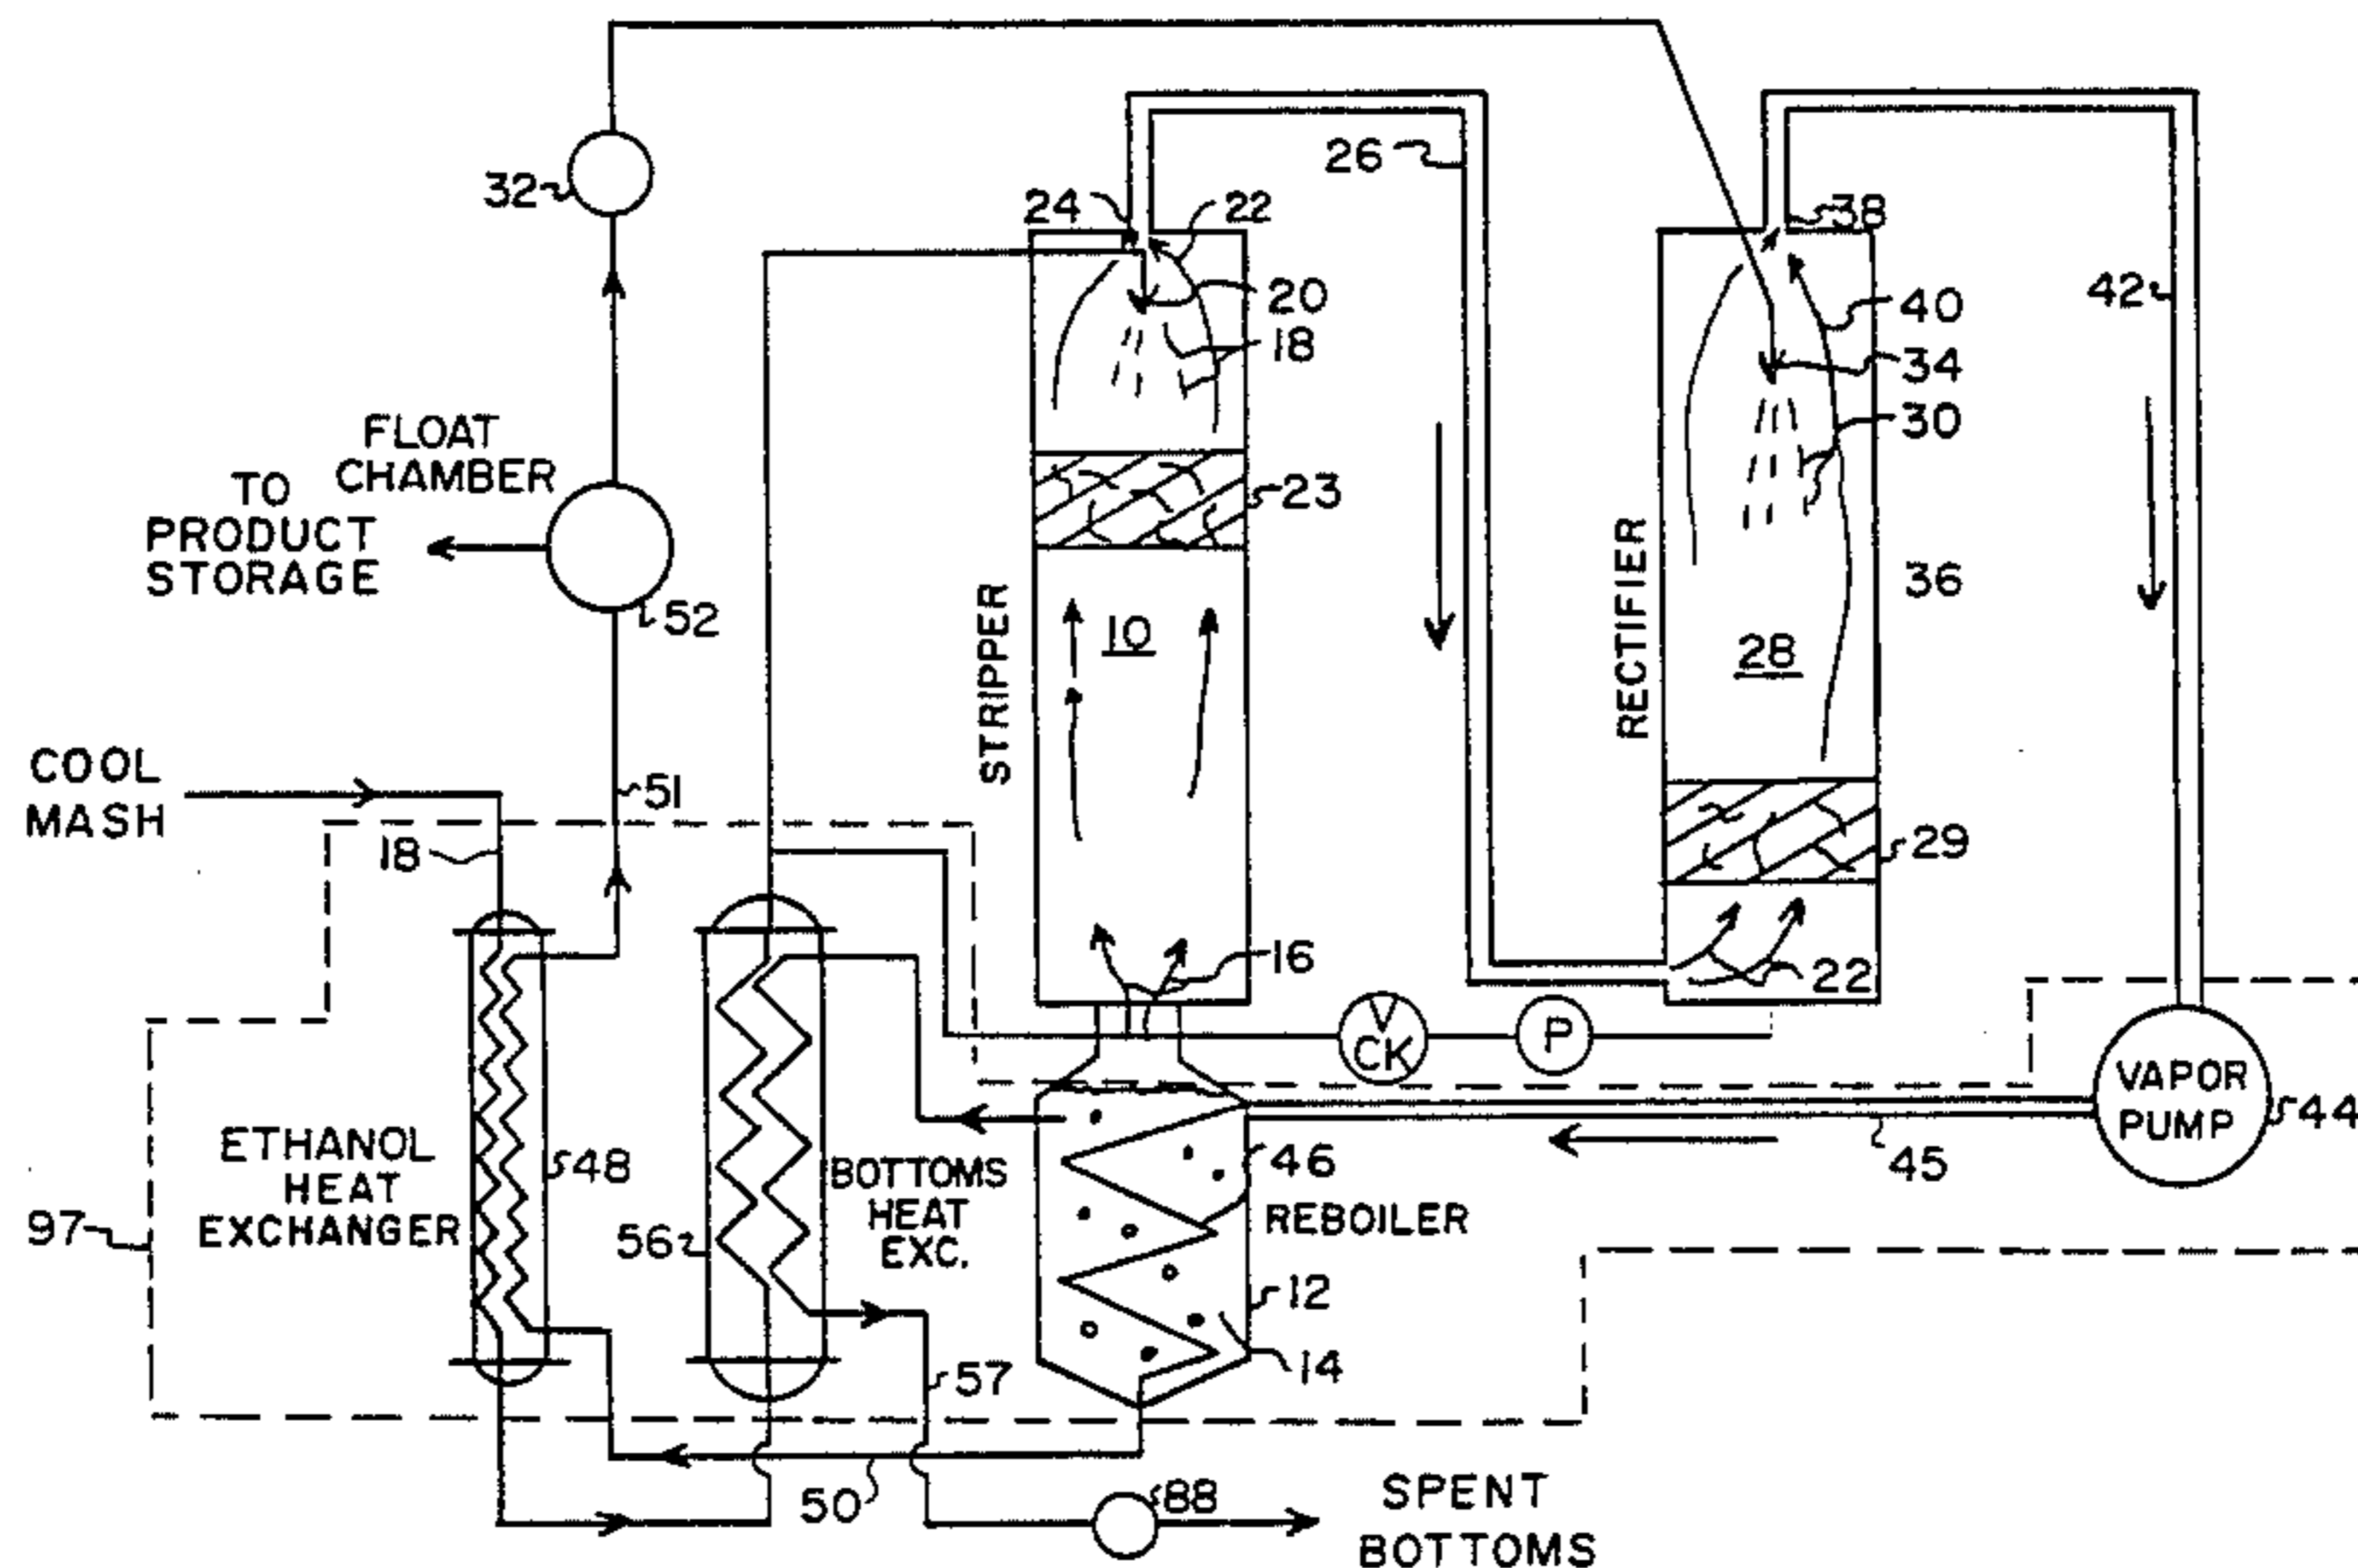 32
24
22
26
38
20
40
42
18
34
30
FLOAT
CHAMBER
TO
PRODUCT
STORAGE
23
52
STRIPPER
10
RECTIFIER
36
28
COOL
MASH
51
18
29
16
22
V
CK
P
VAPOR
PUMP
44
45
ETHANOL
HEAT
EXCHANGER
48
BOTTOMS
HEAT
EXC.
56
46
REBOILER
97
12
14
57
50
88
SPENT
BOTTOMS